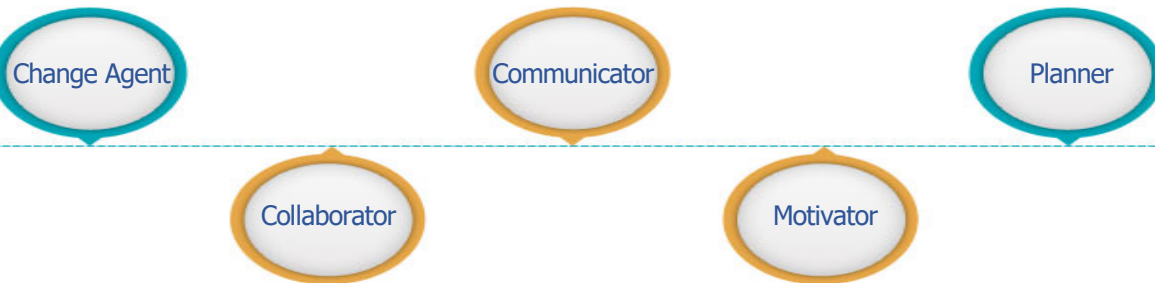 Change Agent
Communicator
Planner
Collaborator
Motivator